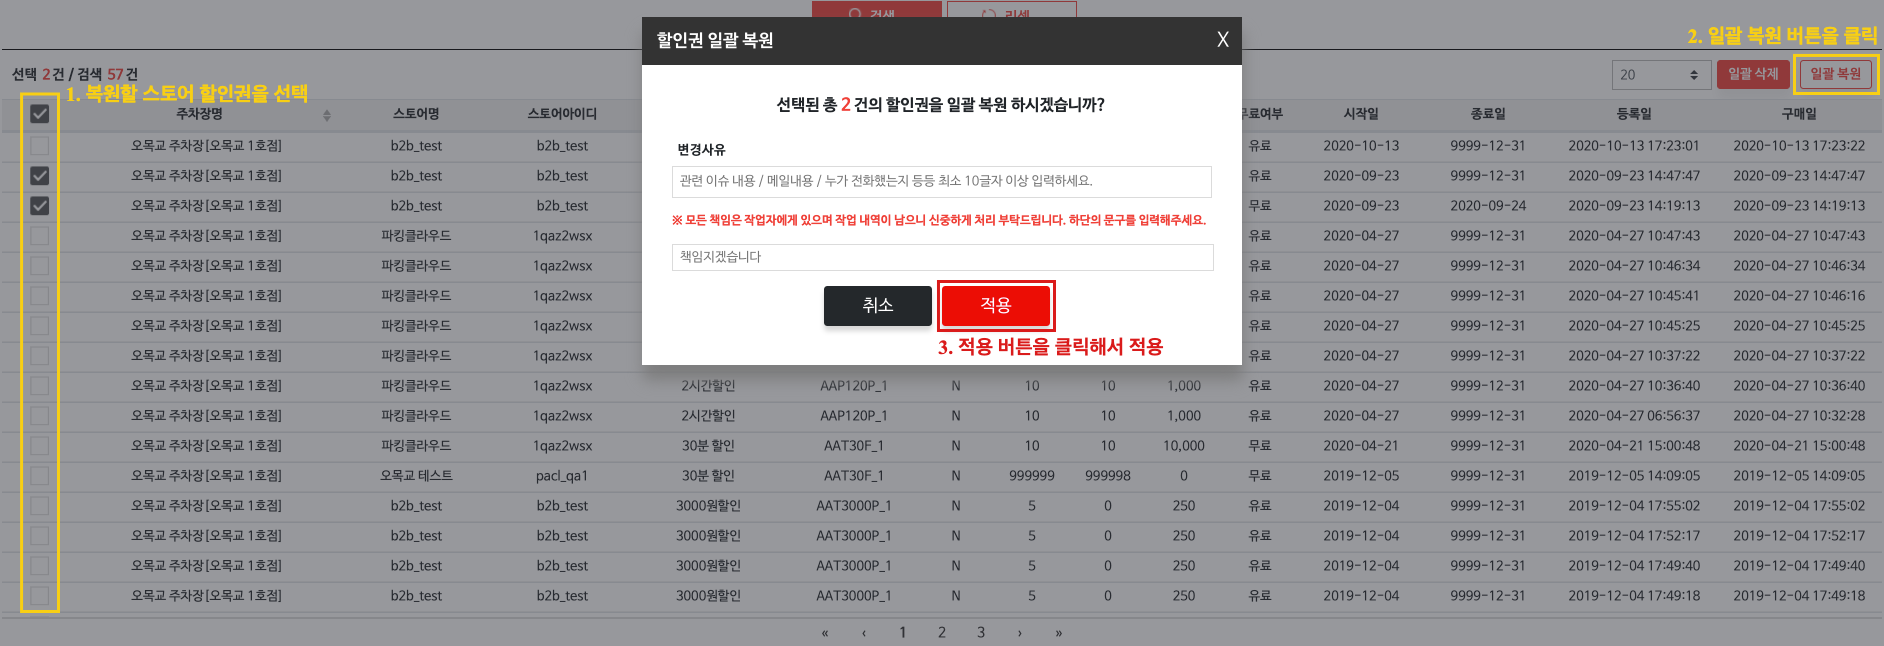 검색 리셋
할인권 일괄 복원 X
2. 일괄 복원 버튼을 클릭
선택 2건 / 검색 57건
20 일괄 삭제 일괄 복원
1. 복원할 스토어 할인권을 선택
선택된 총 2 건의 할인권을 일괄 복원 하시겠습니까?
변경사유
관련 이슈 내용 / 메일내용 / 누가 전화했는지 등등 최소 10글자 이상 입력하세요.
※ 모든 책임은 작업자에게 있으며 작업 내역이 남으니 신중하게 처리 부탁드립니다. 하단의 문구를 입력해주세요.
책임지겠습니다
취소 적용
3. 적용 버튼을 클릭해서 적용
주차장명 스토어명 스토어아이디 무료여부 시작일 종료일 등록일 구매일
오목교 주차장[오목교 1호점] b2b_test b2b_test 유료 2020-10-13 9999-12-31 2020-10-13 17:23:01 2020-10-13 17:23:22
오목교 주차장[오목교 1호점] b2b_test b2b_test 유료 2020-09-23 9999-12-31 2020-09-23 14:47:47 2020-09-23 14:47:47
오목교 주차장[오목교 1호점] b2b_test b2b_test 무료 2020-09-23 2020-09-24 2020-09-23 14:19:13 2020-09-23 14:19:13
오목교 주차장[오목교 1호점] 파킹클라우드 1qaz2wsx 유료 2020-04-27 9999-12-31 2020-04-27 10:47:43 2020-04-27 10:47:43
오목교 주차장[오목교 1호점] 파킹클라우드 1qaz2wsx 유료 2020-04-27 9999-12-31 2020-04-27 10:46:34 2020-04-27 10:46:34
오목교 주차장[오목교 1호점] 파킹클라우드 1qaz2wsx 유료 2020-04-27 9999-12-31 2020-04-27 10:45:41 2020-04-27 10:46:16
오목교 주차장[오목교 1호점] 파킹클라우드 1qaz2wsx 유료 2020-04-27 9999-12-31 2020-04-27 10:45:25 2020-04-27 10:45:25
오목교 주차장[오목교 1호점] 파킹클라우드 1qaz2wsx 유료 2020-04-27 9999-12-31 2020-04-27 10:37:22 2020-04-27 10:37:22
오목교 주차장[오목교 1호점] 파킹클라우드 1qaz2wsx 2시간할인 AAP120P_1 N 10 10 1,000 유료 2020-04-27 9999-12-31 2020-04-27 10:36:40 2020-04-27 10:36:40
오목교 주차장[오목교 1호점] 파킹클라우드 1qaz2wsx 2시간할인 AAP120P_1 N 10 10 1,000 유료 2020-04-27 9999-12-31 2020-04-27 06:56:37 2020-04-27 10:32:28
오목교 주차장[오목교 1호점] 파킹클라우드 1qaz2wsx 30분 할인 AAT30F_1 N 10 10 10,000 무료 2020-04-21 9999-12-31 2020-04-21 15:00:48 2020-04-21 15:00:48
오목교 주차장[오목교 1호점] 오목교 테스트 pacl_qa1 30분 할인 AAT30F_1 N 999999 999998 0 무료 2019-12-05 9999-12-31 2019-12-05 14:09:05 2019-12-05 14:09:05
오목교 주차장[오목교 1호점] b2b_test b2b_test 3000원할인 AAT3000P_1 N 5 0 250 유료 2019-12-04 9999-12-31 2019-12-04 17:55:02 2019-12-04 17:55:02
오목교 주차장[오목교 1호점] b2b_test b2b_test 3000원할인 AAT3000P_1 N 5 0 250 유료 2019-12-04 9999-12-31 2019-12-04 17:52:17 2019-12-04 17:52:17
오목교 주차장[오목교 1호점] b2b_test b2b_test 3000원할인 AAT3000P_1 N 5 0 250 유료 2019-12-04 9999-12-31 2019-12-04 17:49:40 2019-12-04 17:49:40
오목교 주차장[오목교 1호점] b2b_test b2b_test 3000원할인 AAT3000P_1 N 5 0 250 유료 2019-12-04 9999-12-31 2019-12-04 17:49:18 2019-12-04 17:49:18
« ‹ 1 2 3 › »